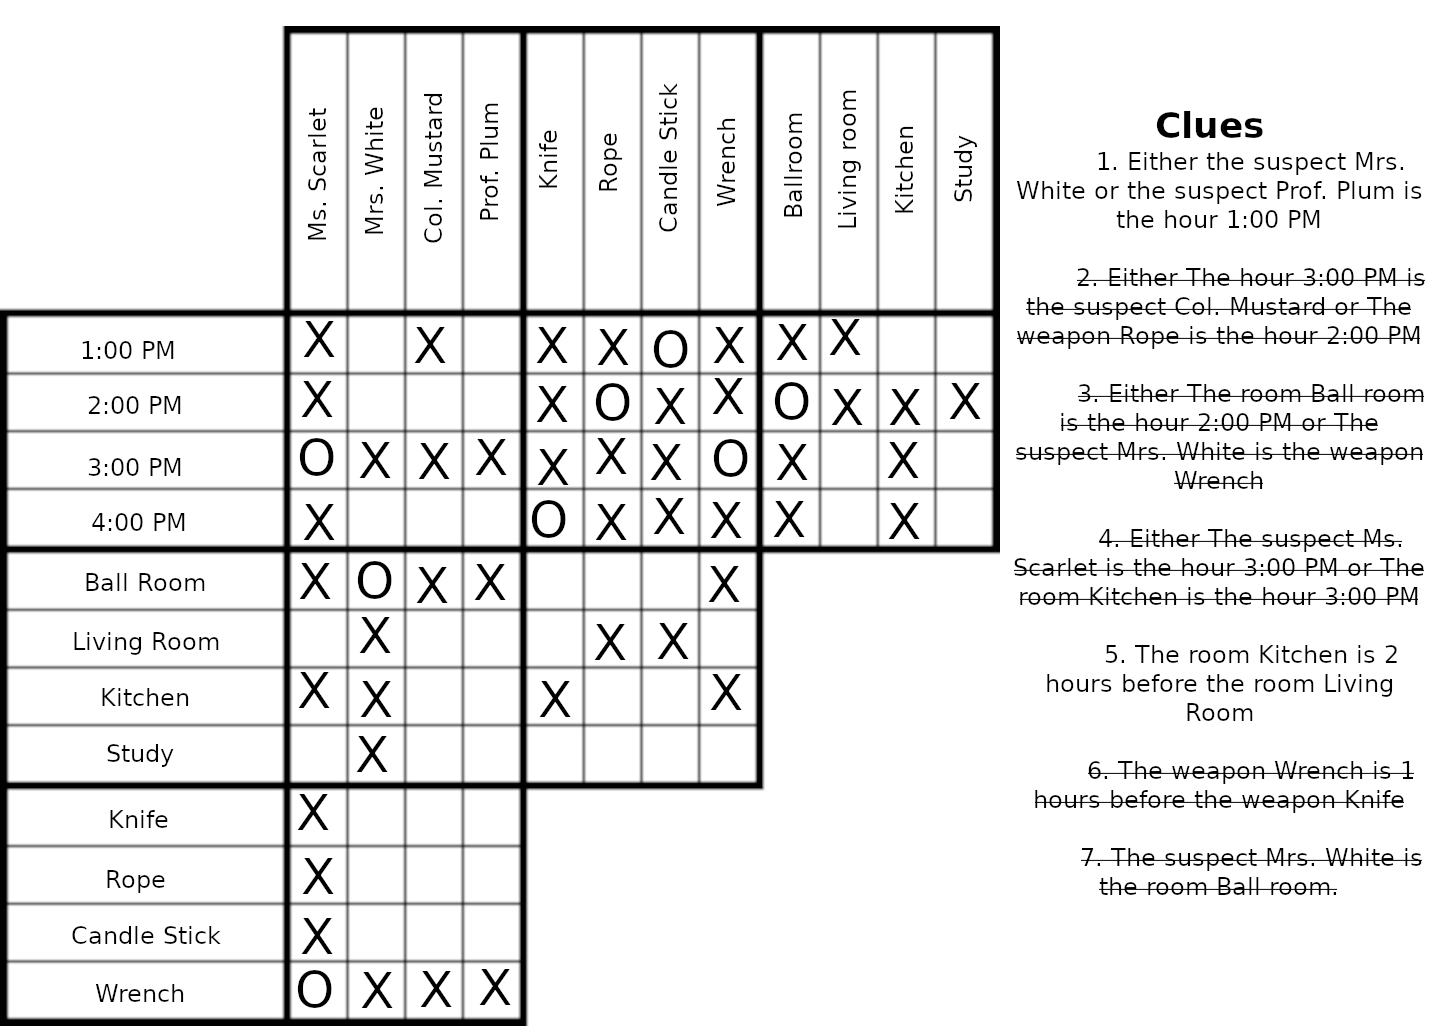 Ms. Scarlet
Mrs. White
Col. Mustard
Prof. Plum
Knife
Rope
Candle Stick
Wrench
Ballroom
Living room
Kitchen
Study
1:00 PM X X X X O X X X
2:00 PM X X O X X O X X X
3:00 PM O X X X X X X O X X
4:00 PM X O X X X X X
Ball Room X O X X X
Living Room X X X
Kitchen X X X X
Study X
Knife X
Rope X
Candle Stick X
Wrench O X X X
Clues
1. Either the suspect Mrs.
White or the suspect Prof. Plum is
the hour 1:00 PM
2. Either The hour 3:00 PM is
the suspect Col. Mustard or The
weapon Rope is the hour 2:00 PM
3. Either The room Ball room
is the hour 2:00 PM or The
suspect Mrs. White is the weapon
Wrench
4. Either The suspect Ms.
Scarlet is the hour 3:00 PM or The
room Kitchen is the hour 3:00 PM
5. The room Kitchen is 2
hours before the room Living
Room
6. The weapon Wrench is 1
hours before the weapon Knife
7. The suspect Mrs. White is
the room Ball room.